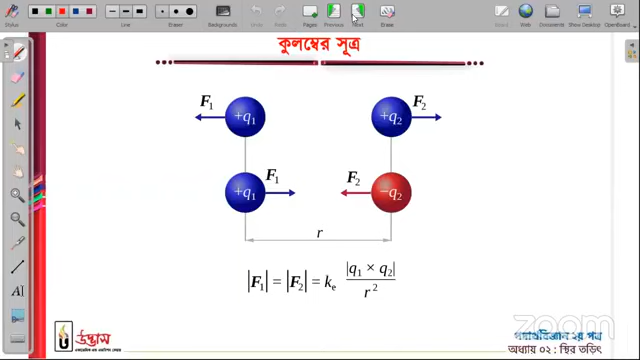 Stylus
Color
Line
Eraser
Backgrounds
Undo
Redo
Pages
Previous
Next
Erase
Board
Web
Documents
Show Desktop
OpenBoard
কুলম্বের সূত্র
F₁ +q₁ +q₂ F₂
+q₁ F₁ F₂ −q₂
r
|F₁| = |F₂| = kₑ |q₁ × q₂| / r²
উদ্ভাস
zoom
পদার্থবিজ্ঞান ২য় পত্র
অধ্যায় ০২ : স্থির তড়িৎ